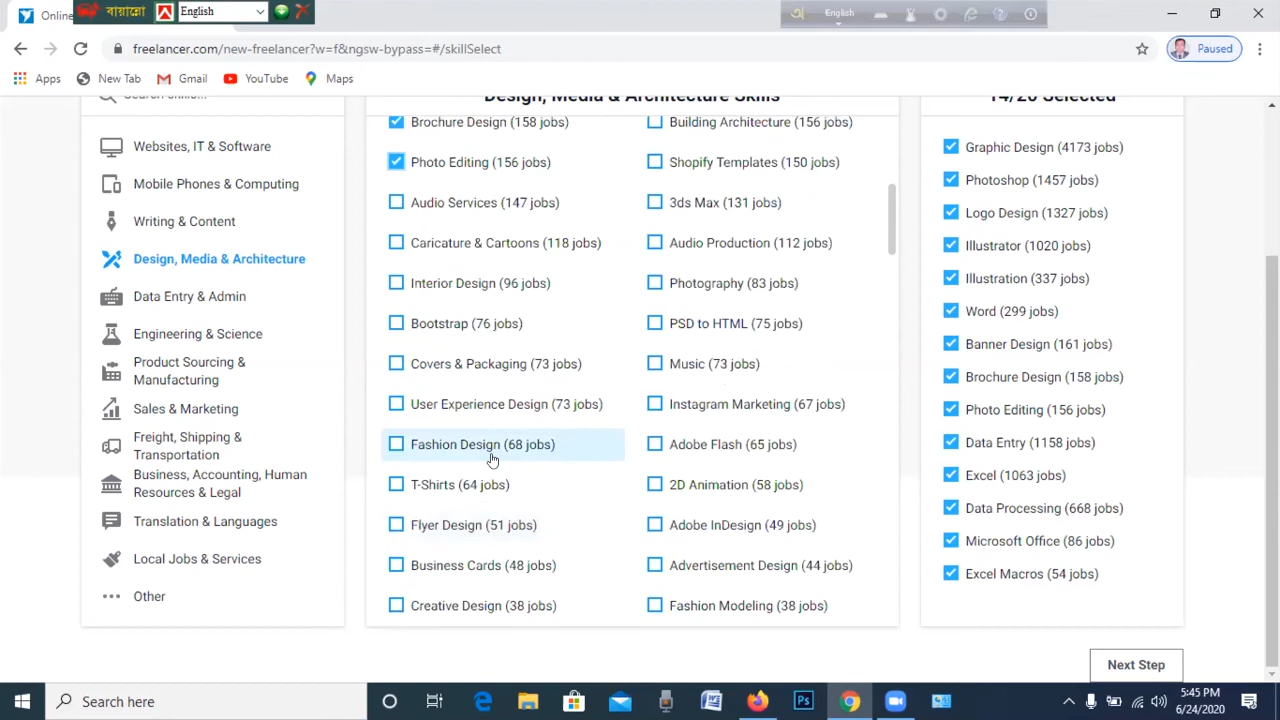 Online
বায়ান্নো
English
English
freelancer.com/new-freelancer?w=f&ngsw-bypass=#/skillSelect
Paused
Apps
New Tab
Gmail
YouTube
Maps
Search skills...
Websites, IT & Software
Mobile Phones & Computing
Writing & Content
Design, Media & Architecture
Data Entry & Admin
Engineering & Science
Product Sourcing &
Manufacturing
Sales & Marketing
Freight, Shipping &
Transportation
Business, Accounting, Human
Resources & Legal
Translation & Languages
Local Jobs & Services
Other
Design, Media & Architecture Skills
Brochure Design (158 jobs)
Building Architecture (156 jobs)
Photo Editing (156 jobs)
Shopify Templates (150 jobs)
Audio Services (147 jobs)
3ds Max (131 jobs)
Caricature & Cartoons (118 jobs)
Audio Production (112 jobs)
Interior Design (96 jobs)
Photography (83 jobs)
Bootstrap (76 jobs)
PSD to HTML (75 jobs)
Covers & Packaging (73 jobs)
Music (73 jobs)
User Experience Design (73 jobs)
Instagram Marketing (67 jobs)
Fashion Design (68 jobs)
Adobe Flash (65 jobs)
T-Shirts (64 jobs)
2D Animation (58 jobs)
Flyer Design (51 jobs)
Adobe InDesign (49 jobs)
Business Cards (48 jobs)
Advertisement Design (44 jobs)
Creative Design (38 jobs)
Fashion Modeling (38 jobs)
14/20 Selected
Graphic Design (4173 jobs)
Photoshop (1457 jobs)
Logo Design (1327 jobs)
Illustrator (1020 jobs)
Illustration (337 jobs)
Word (299 jobs)
Banner Design (161 jobs)
Brochure Design (158 jobs)
Photo Editing (156 jobs)
Data Entry (1158 jobs)
Excel (1063 jobs)
Data Processing (668 jobs)
Microsoft Office (86 jobs)
Excel Macros (54 jobs)
Next Step
Search here
5:45 PM
6/24/2020